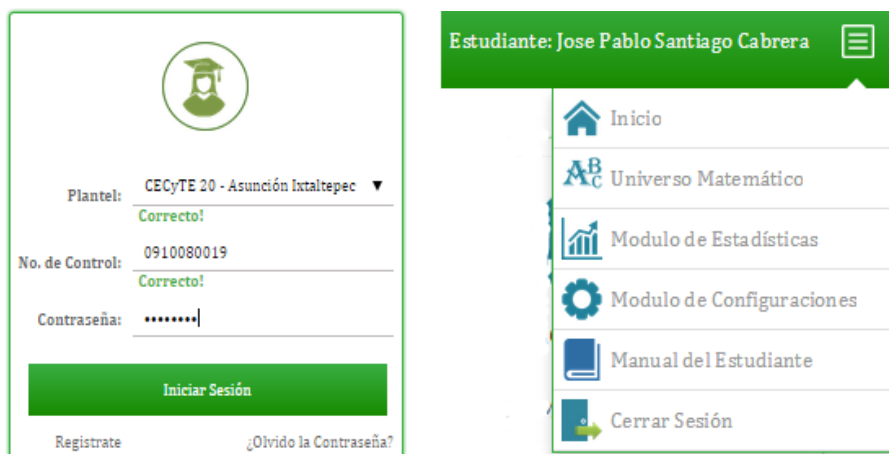 Plantel:
CECyTE 20 - Asunción Ixtaltepec
Correcto!
No. de Control:
0910080019
Correcto!
Contraseña:
••••••••
Iniciar Sesión
Registrate
¿Olvido la Contraseña?
Estudiante: Jose Pablo Santiago Cabrera
Inicio
ABC Universo Matemático
Modulo de Estadísticas
Modulo de Configuraciones
Manual del Estudiante
Cerrar Sesión